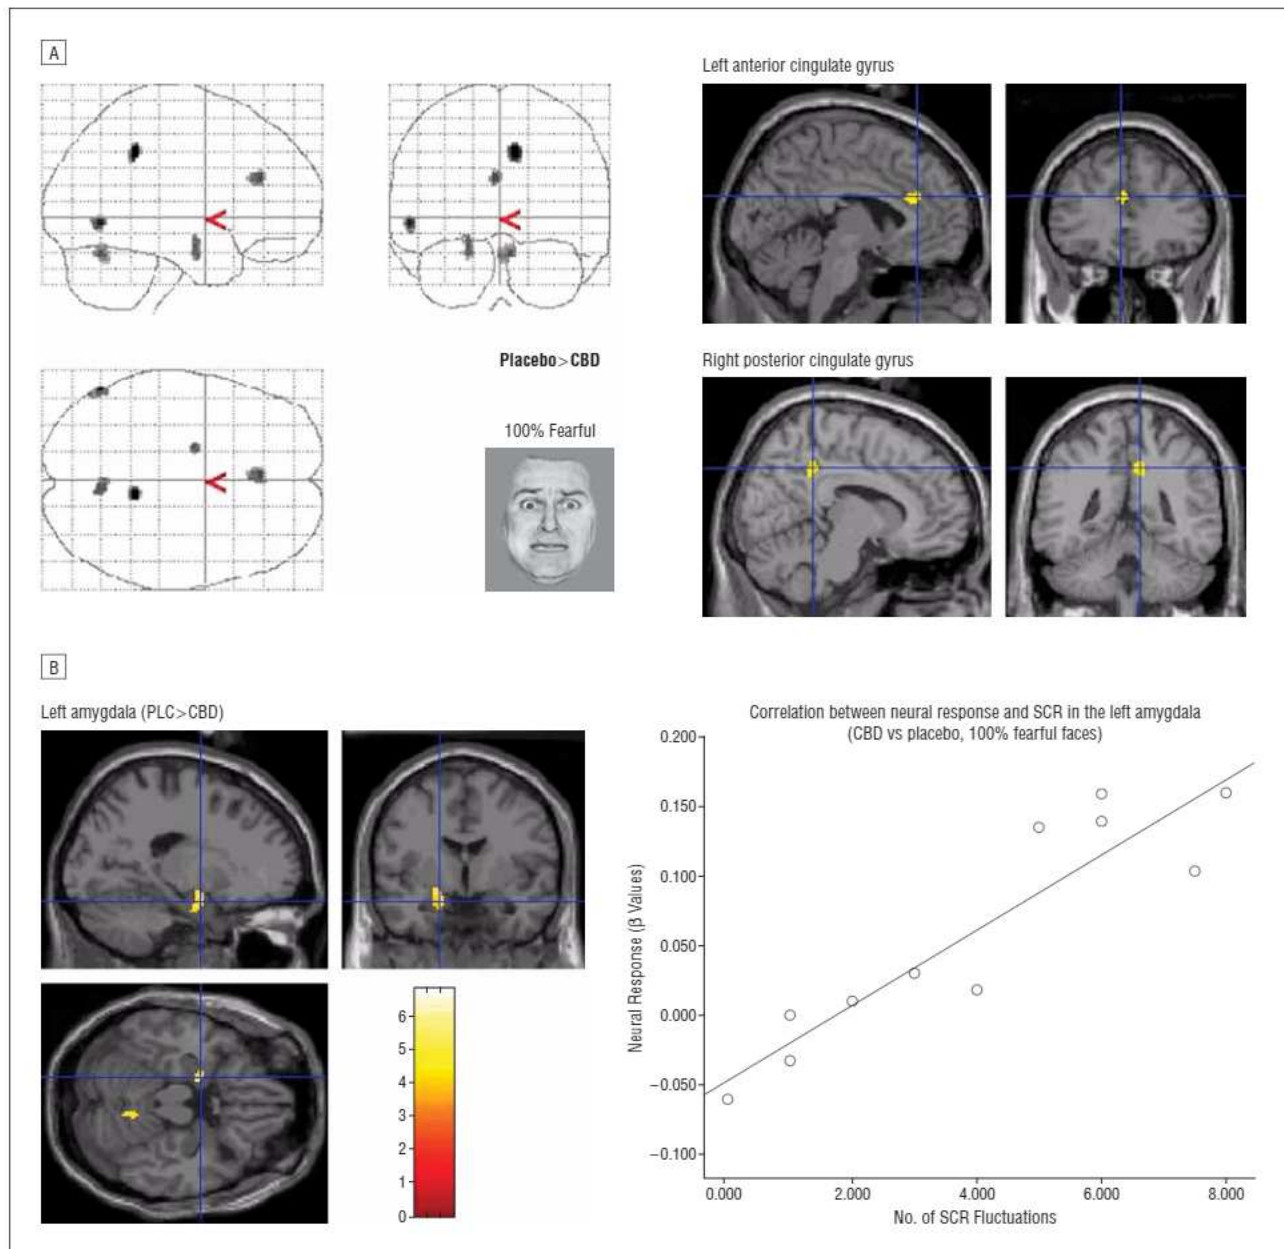 A
Placebo>CBD
100% Fearful
Left anterior cingulate gyrus
Right posterior cingulate gyrus
B
Left amygdala (PLC>CBD)
6
5
4
3
2
1
0
Correlation between neural response and SCR in the left amygdala
(CBD vs placebo, 100% fearful faces)
Neural Response (β Values)
0.200
0.150
0.100
0.050
0.000
−0.050
−0.100
0.000 2.000 4.000 6.000 8.000
No. of SCR Fluctuations